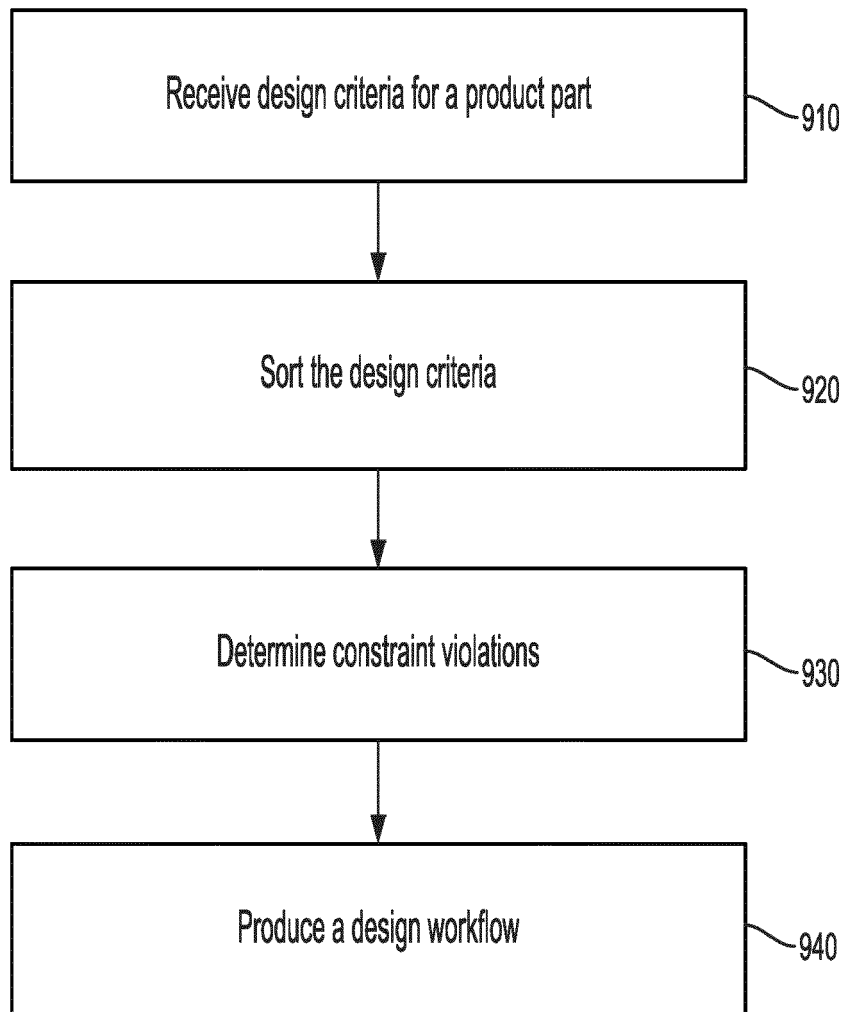 Receive design criteria for a product part
910
Sort the design criteria
920
Determine constraint violations
930
Produce a design workflow
940